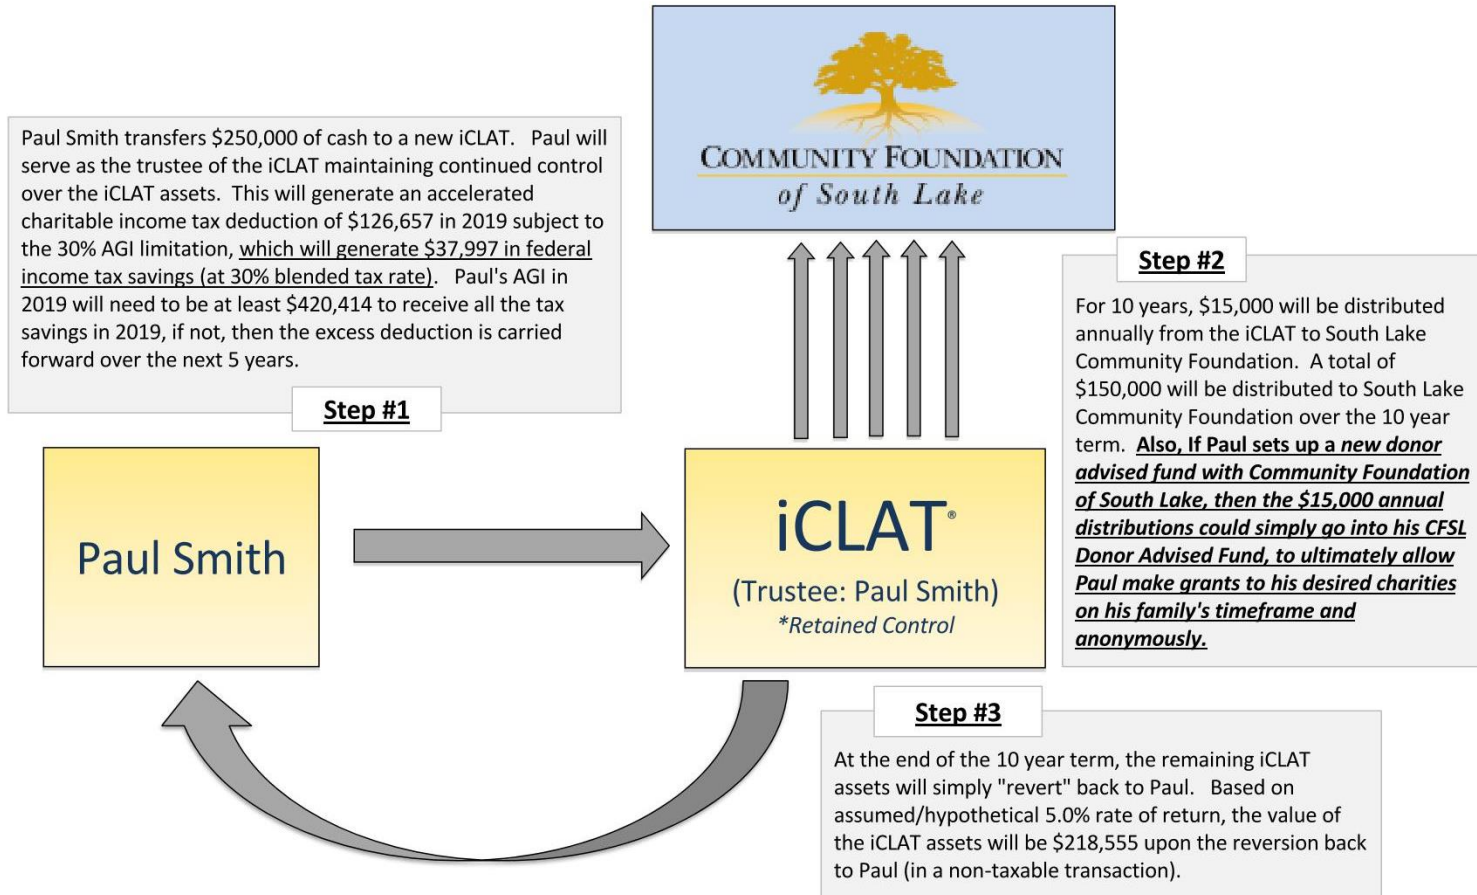 COMMUNITY FOUNDATION
of South Lake
Paul Smith transfers $250,000 of cash to a new iCLAT.   Paul will
serve as the trustee of the iCLAT maintaining continued control
over the iCLAT assets.  This will generate an accelerated
charitable income tax deduction of $126,657 in 2019 subject to
the 30% AGI limitation, which will generate $37,997 in federal
income tax savings (at 30% blended tax rate).   Paul's AGI in
2019 will need to be at least $420,414 to receive all the tax
savings in 2019, if not, then the excess deduction is carried
forward over the next 5 years.
Step #1
Step #2
For 10 years, $15,000 will be distributed
annually from the iCLAT to South Lake
Community Foundation.  A total of
$150,000 will be distributed to South Lake
Community Foundation over the 10 year
term.  Also, If Paul sets up a new donor
advised fund with Community Foundation
of South Lake, then the $15,000 annual
distributions could simply go into his CFSL
Donor Advised Fund, to ultimately allow
Paul make grants to his desired charities
on his family's timeframe and
anonymously.
Paul Smith
iCLAT®
(Trustee: Paul Smith)
*Retained Control
Step #3
At the end of the 10 year term, the remaining iCLAT
assets will simply "revert" back to Paul.   Based on
assumed/hypothetical 5.0% rate of return, the value of
the iCLAT assets will be $218,555 upon the reversion back
to Paul (in a non-taxable transaction).